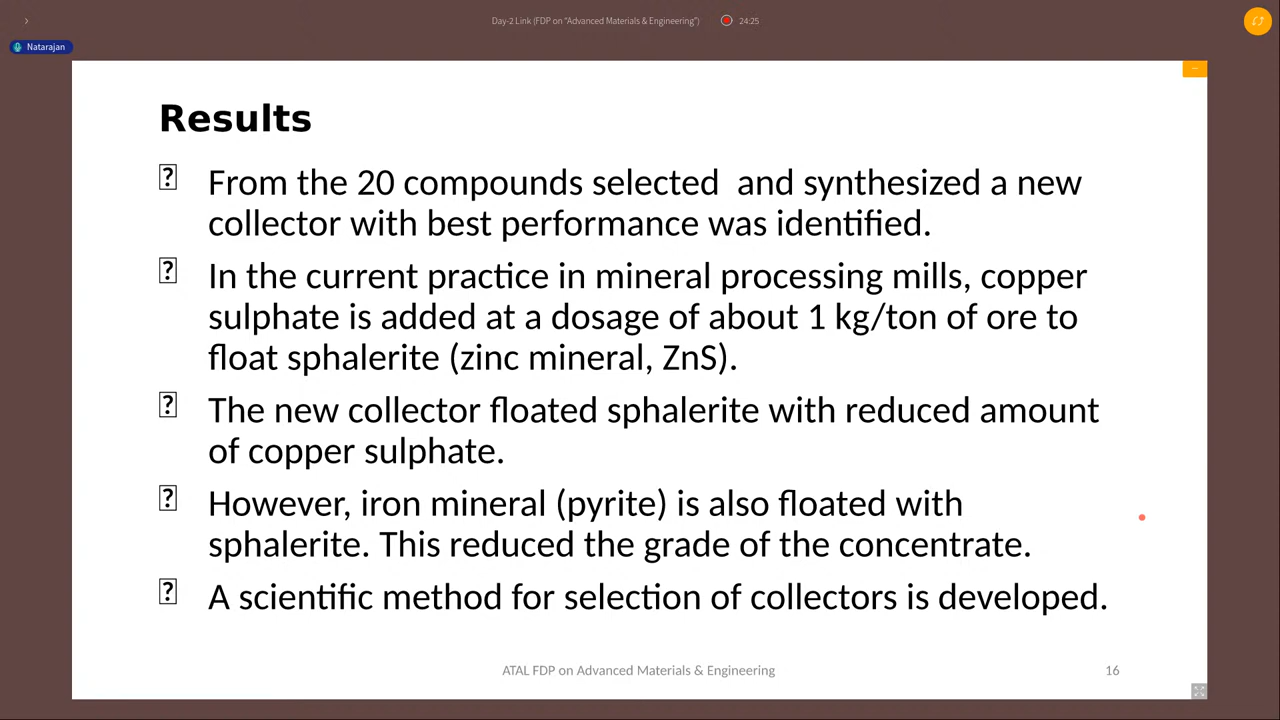 Day-2 Link (FDP on “Advanced Materials & Engineering”) 24:25
Natarajan
Results
From the 20 compounds selected  and synthesized a new
collector with best performance was identified.
In the current practice in mineral processing mills, copper
sulphate is added at a dosage of about 1 kg/ton of ore to
float sphalerite (zinc mineral, ZnS).
The new collector floated sphalerite with reduced amount
of copper sulphate.
However, iron mineral (pyrite) is also floated with
sphalerite. This reduced the grade of the concentrate.
A scientific method for selection of collectors is developed.
ATAL FDP on Advanced Materials & Engineering 16